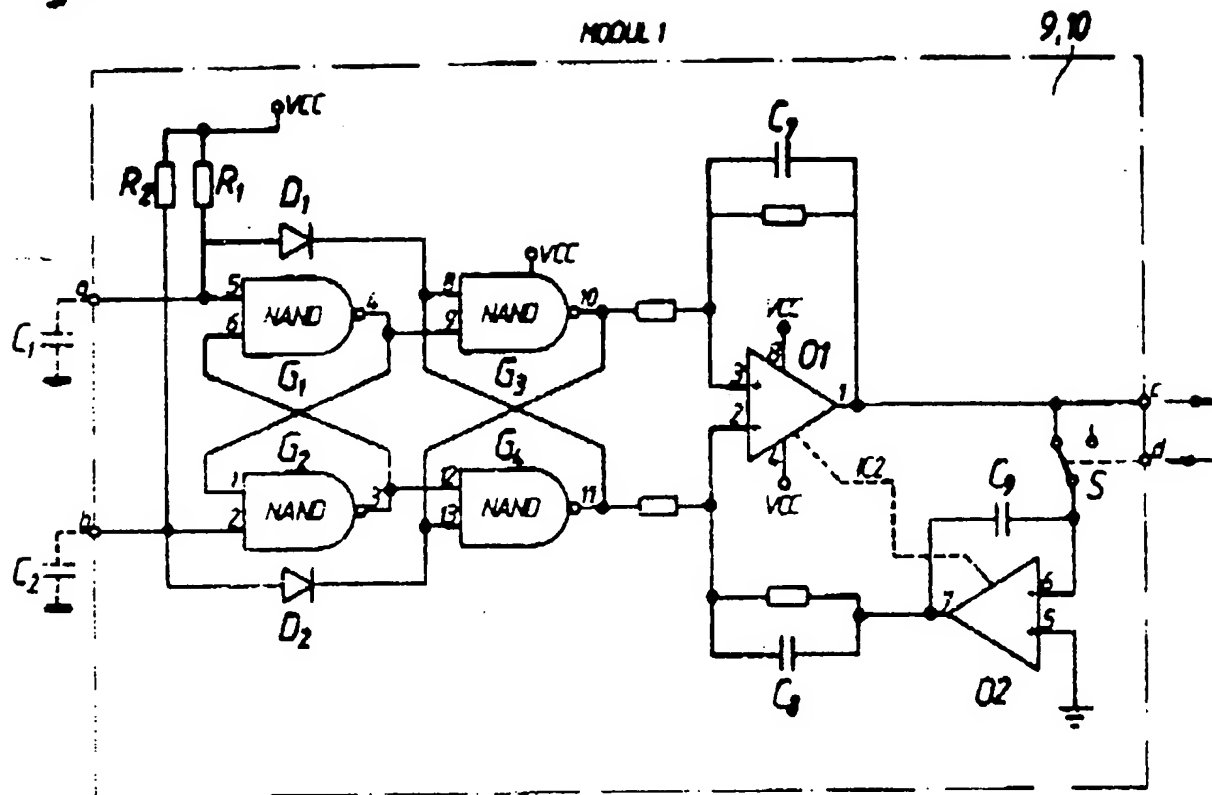 MODUL 1
9,10
VCC
R2
R1
D1
C7
VCC
a
5
6
NAND
4
8
9
NAND
10
C1
G1
G3
VCC
8
O1
3
2
1
c
4
VCC
IC2
d
S
G2
G4
1
2
NAND
3
12
13
NAND
11
b
C2
D2
C9
7
6
5
C8
O2